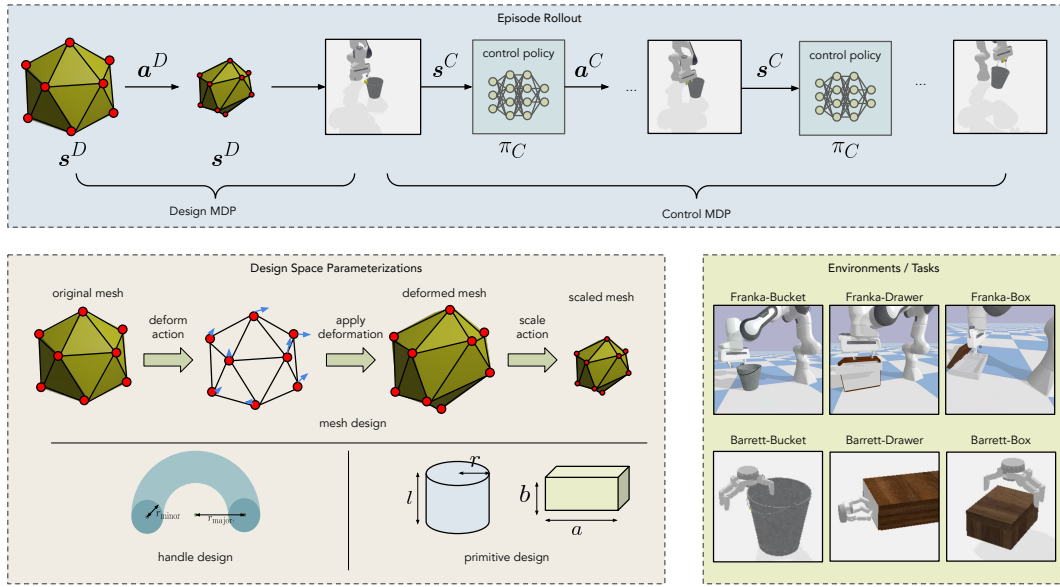 Episode Rollout
a^D
s^C
control policy
a^C
s^C
control policy
...
...
s^D
s^D
π_C
π_C
Design MDP
Control MDP
Design Space Parameterizations
original mesh
deformed mesh
scaled mesh
deform
action
apply
deformation
scale
action
mesh design
r_minor
r_major.
handle design
r
l
b
a
primitive design
Environments / Tasks
Franka-Bucket
Franka-Drawer
Franka-Box
Barrett-Bucket
Barrett-Drawer
Barrett-Box